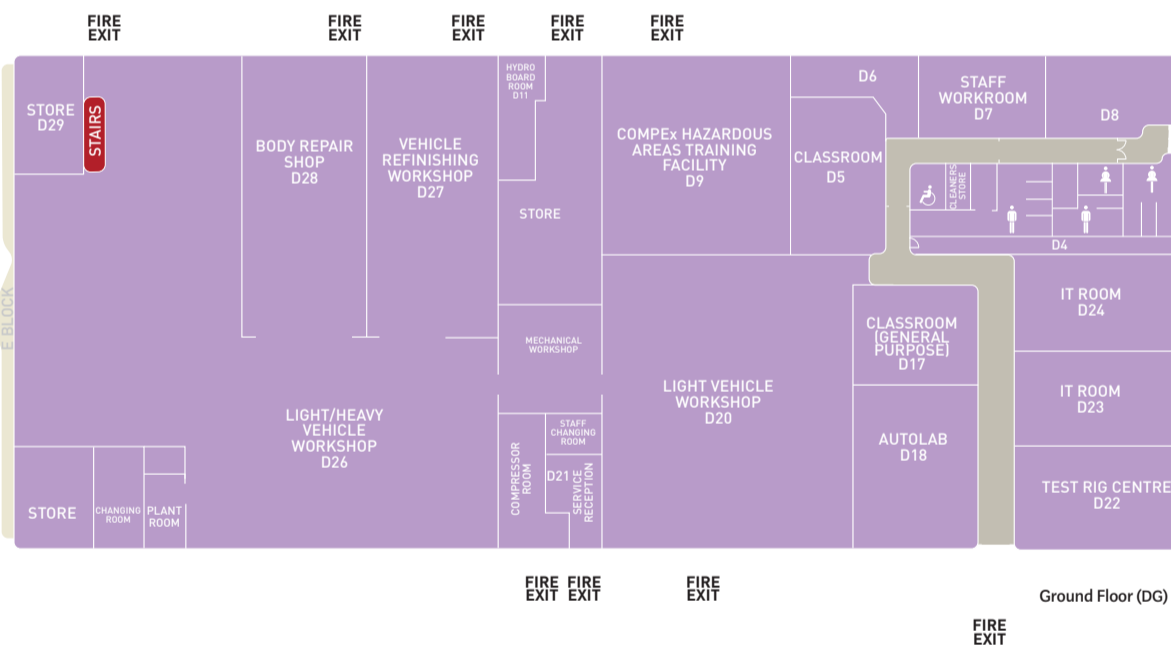 FIRE
EXIT
FIRE
EXIT
FIRE
EXIT
FIRE
EXIT
FIRE
EXIT
STORE
D29
STAIRS
BODY REPAIR
SHOP
D28
VEHICLE
REFINISHING
WORKSHOP
D27
HYDRO
BOARD
ROOM
D11
STORE
COMPEx HAZARDOUS
AREAS TRAINING
FACILITY
D9
D6
CLASSROOM
D5
STAFF
WORKROOM
D7
D8
CLEANERS
STORE
D4
E BLOCK
MECHANICAL
WORKSHOP
CLASSROOM
(GENERAL
PURPOSE)
D17
IT ROOM
D24
LIGHT/HEAVY
VEHICLE
WORKSHOP
D26
LIGHT VEHICLE
WORKSHOP
D20
IT ROOM
D23
STAFF
CHANGING
ROOM
COMPRESSOR
ROOM
D21
SERVICE
RECEPTION
AUTOLAB
D18
TEST RIG CENTRE
D22
STORE
CHANGING
ROOM
PLANT
ROOM
FIRE
EXIT
FIRE
EXIT
FIRE
EXIT
Ground Floor (DG)
FIRE
EXIT